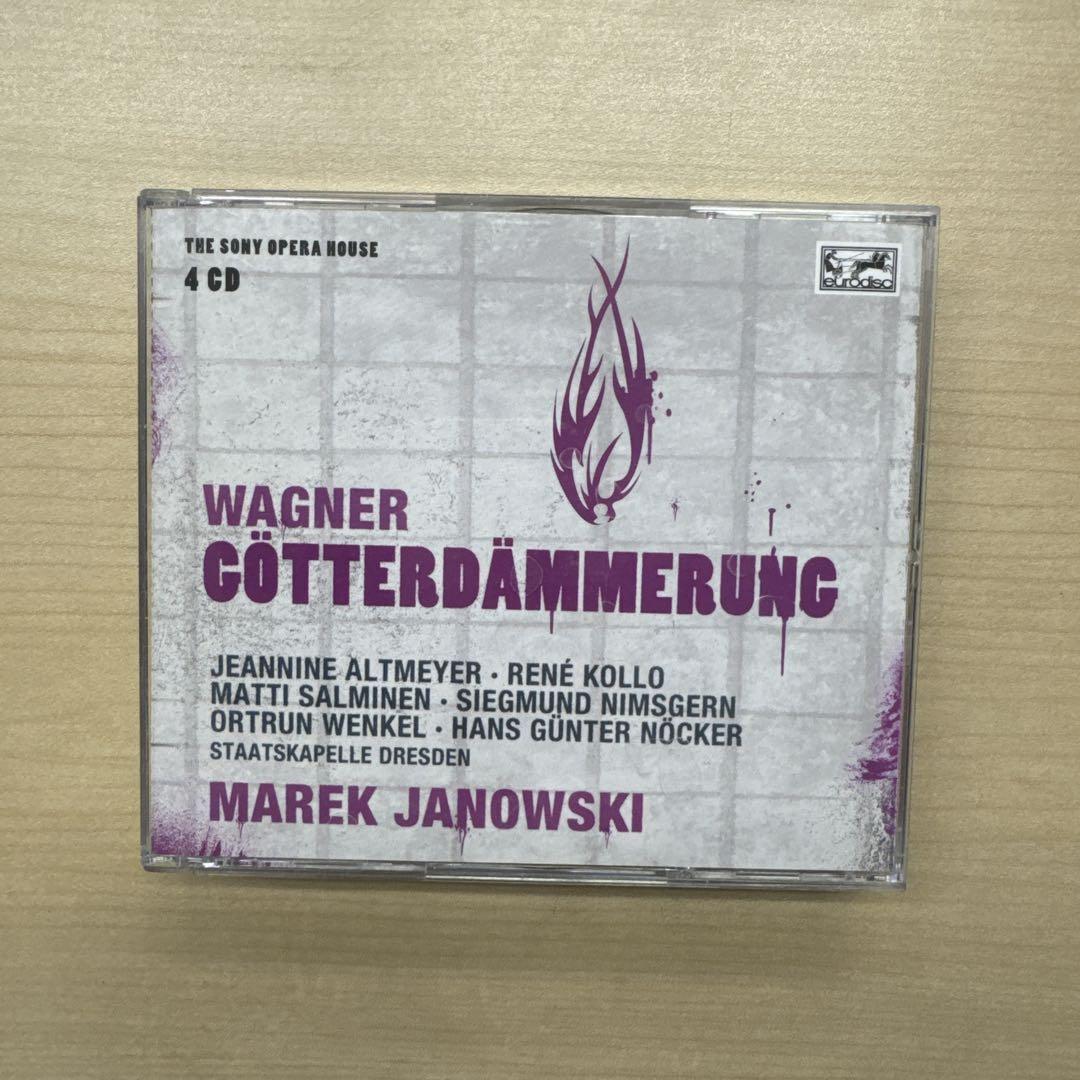 THE SONY OPERA HOUSE
4 CD
eurodisc
WAGNER
GÖTTERDÄMMERUNG
JEANNINE ALTMEYER · RENÉ KOLLO
MATTI SALMINEN · SIEGMUND NIMSGERN
ORTRUN WENKEL · HANS GÜNTER NÖCKER
STAATSKAPELLE DRESDEN
MAREK JANOWSKI